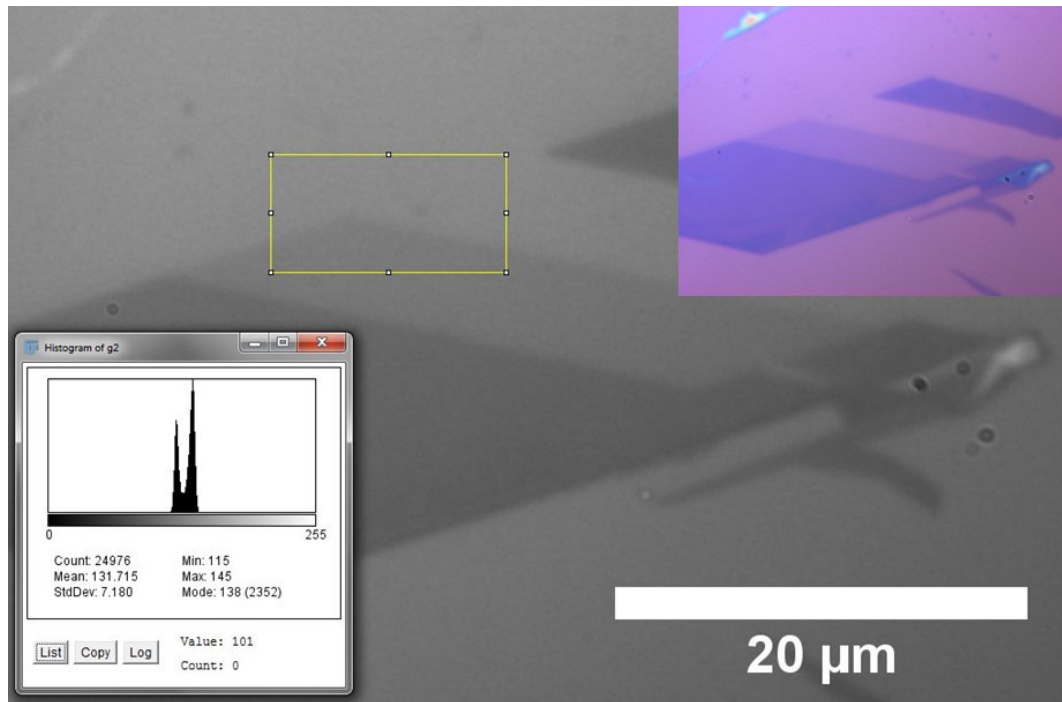 Histogram of g2
0 255
Count: 24976 Min: 115
Mean: 131.715 Max: 145
StdDev: 7.180 Mode: 138 (2352)
List Copy Log Value: 101
Count: 0
20 µm